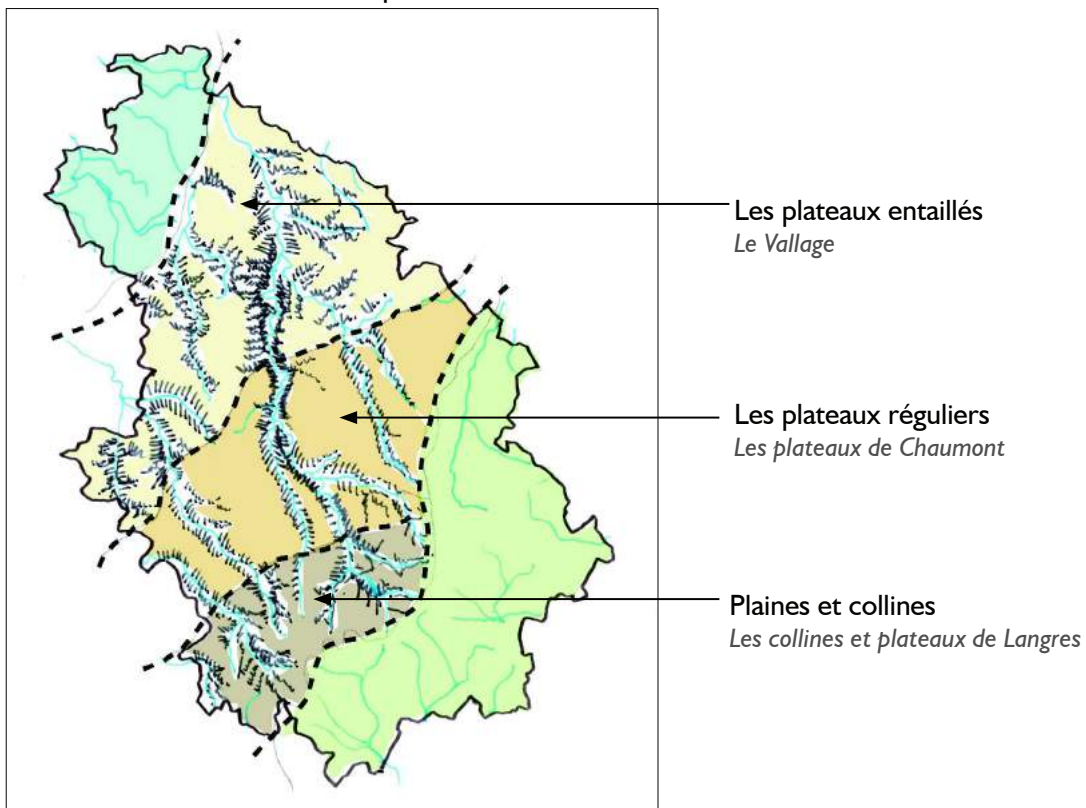 Les plateaux entaillés
Le Vallage
Les plateaux réguliers
Les plateaux de Chaumont
Plaines et collines
Les collines et plateaux de Langres